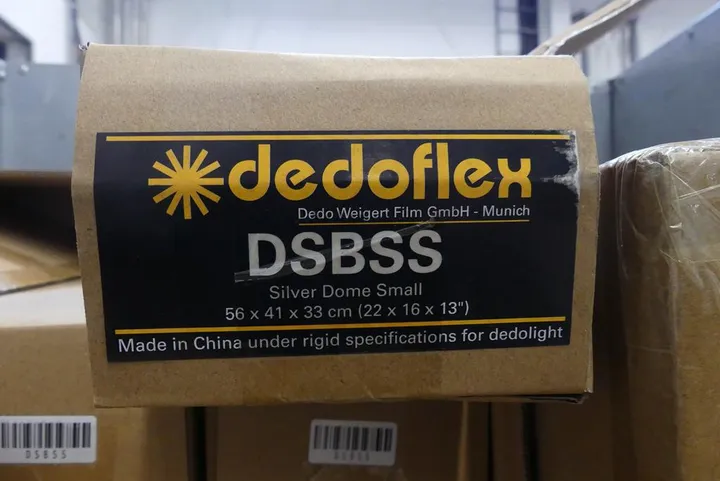 dedoflex
Dedo Weigert Film GmbH - Munich
DSBSS
Silver Dome Small
56 x 41 x 33 cm (22 x 16 x 13")
Made in China under rigid specifications for dedolight
DSBSS
DSBSS